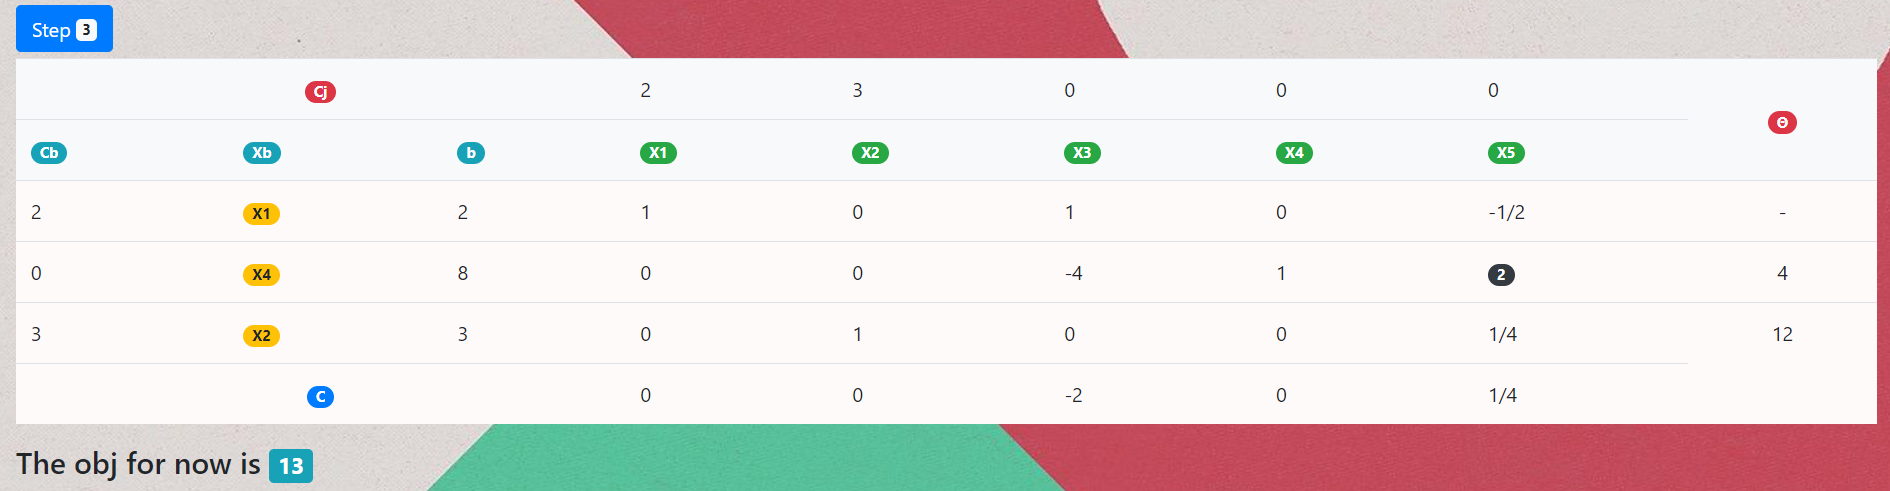 Step 3
Cj 2 3 0 0 0
Θ
Cb Xb b X1 X2 X3 X4 X5
2 X1 2 1 0 1 0 -1/2 -
0 X4 8 0 0 -4 1 2 4
3 X2 3 0 1 0 0 1/4 12
C 0 0 -2 0 1/4
The obj for now is 13